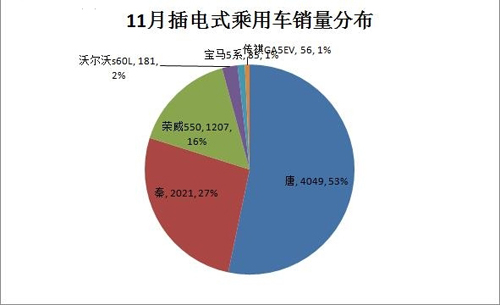 11月插电式乘用车销量分布
传祺GA5EV, 56, 1%
宝马5系, 85, 1%
沃尔沃s60L, 181,
2%
荣威550, 1207,
16%
唐, 4049, 53%
秦, 2021, 27%